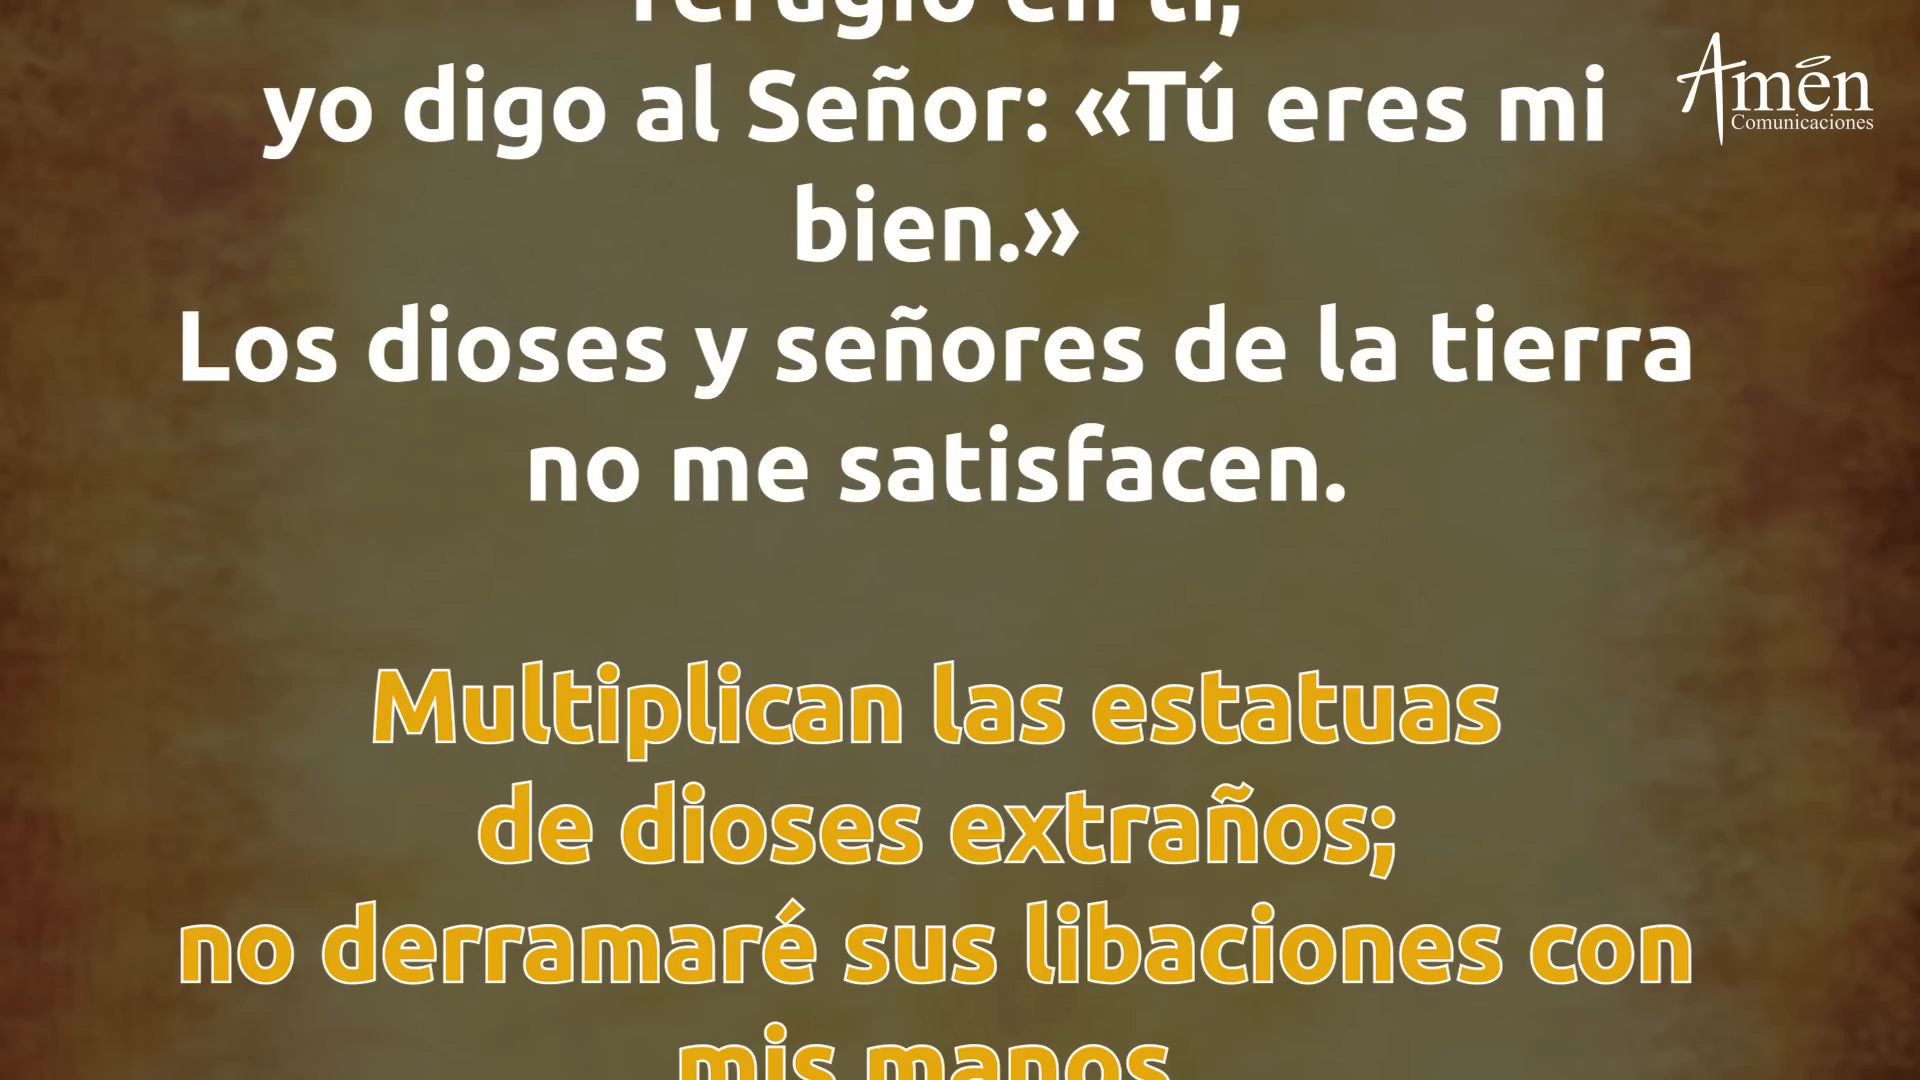 refugio en ti,
yo digo al Señor: «Tú eres mi
bien.»
Los dioses y señores de la tierra
no me satisfacen.
Multiplican las estatuas
de dioses extraños;
no derramaré sus libaciones con
mis manos
Amén
Comunicaciones